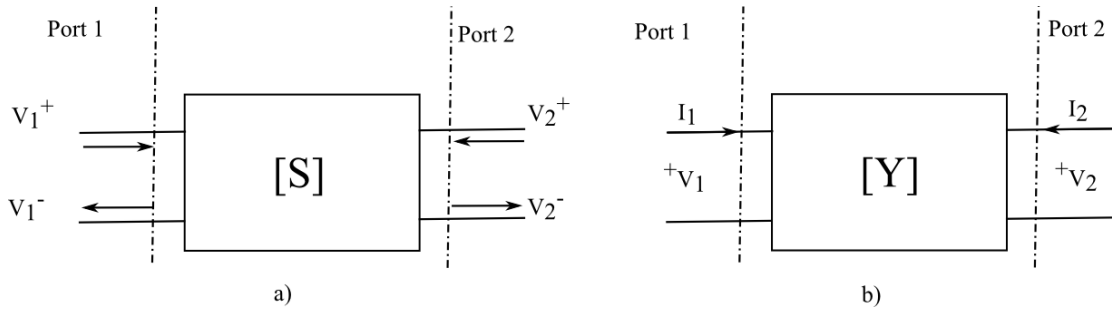 Port 1
Port 2
V₁⁺
V₂⁺
[S]
V₁⁻
V₂⁻
a)
Port 1
Port 2
I₁
I₂
⁺V₁
[Y]
⁺V₂
b)